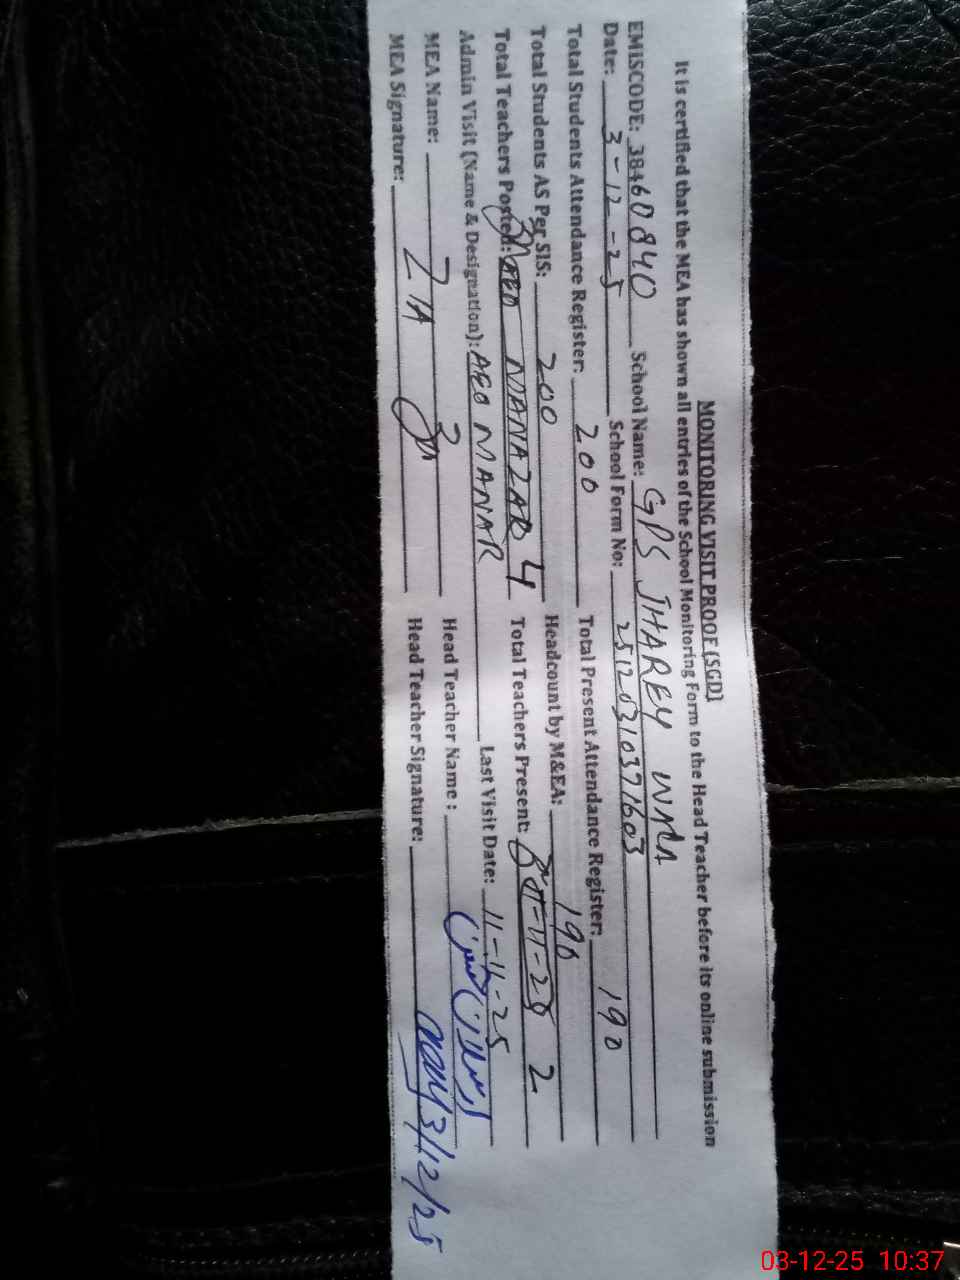 MONITORING VISIT PROOF (SGD)
It is certified that the MEA has shown all entries of the School Monitoring Form to the Head Teacher before its online submission
EMISCODE: 38460840 School Name: GPS JHAREY WALA
Date: 3-12-25 School Form No: 25120310371603
Total Students Attendance Register: 200 Total Present Attendance Register: 190
Total Students AS Per SIS: 200 Headcount by M&EA: 190
Total Teachers Posted: AEO MANAZAR 4 Total Teachers Present: 2
Admin Visit (Name & Designation): AEO MANAR Last Visit Date: 11-11-25
MEA Name: ZIA Head Teacher Name :
MEA Signature: Head Teacher Signature: 3/12/25
03-12-25 10:37